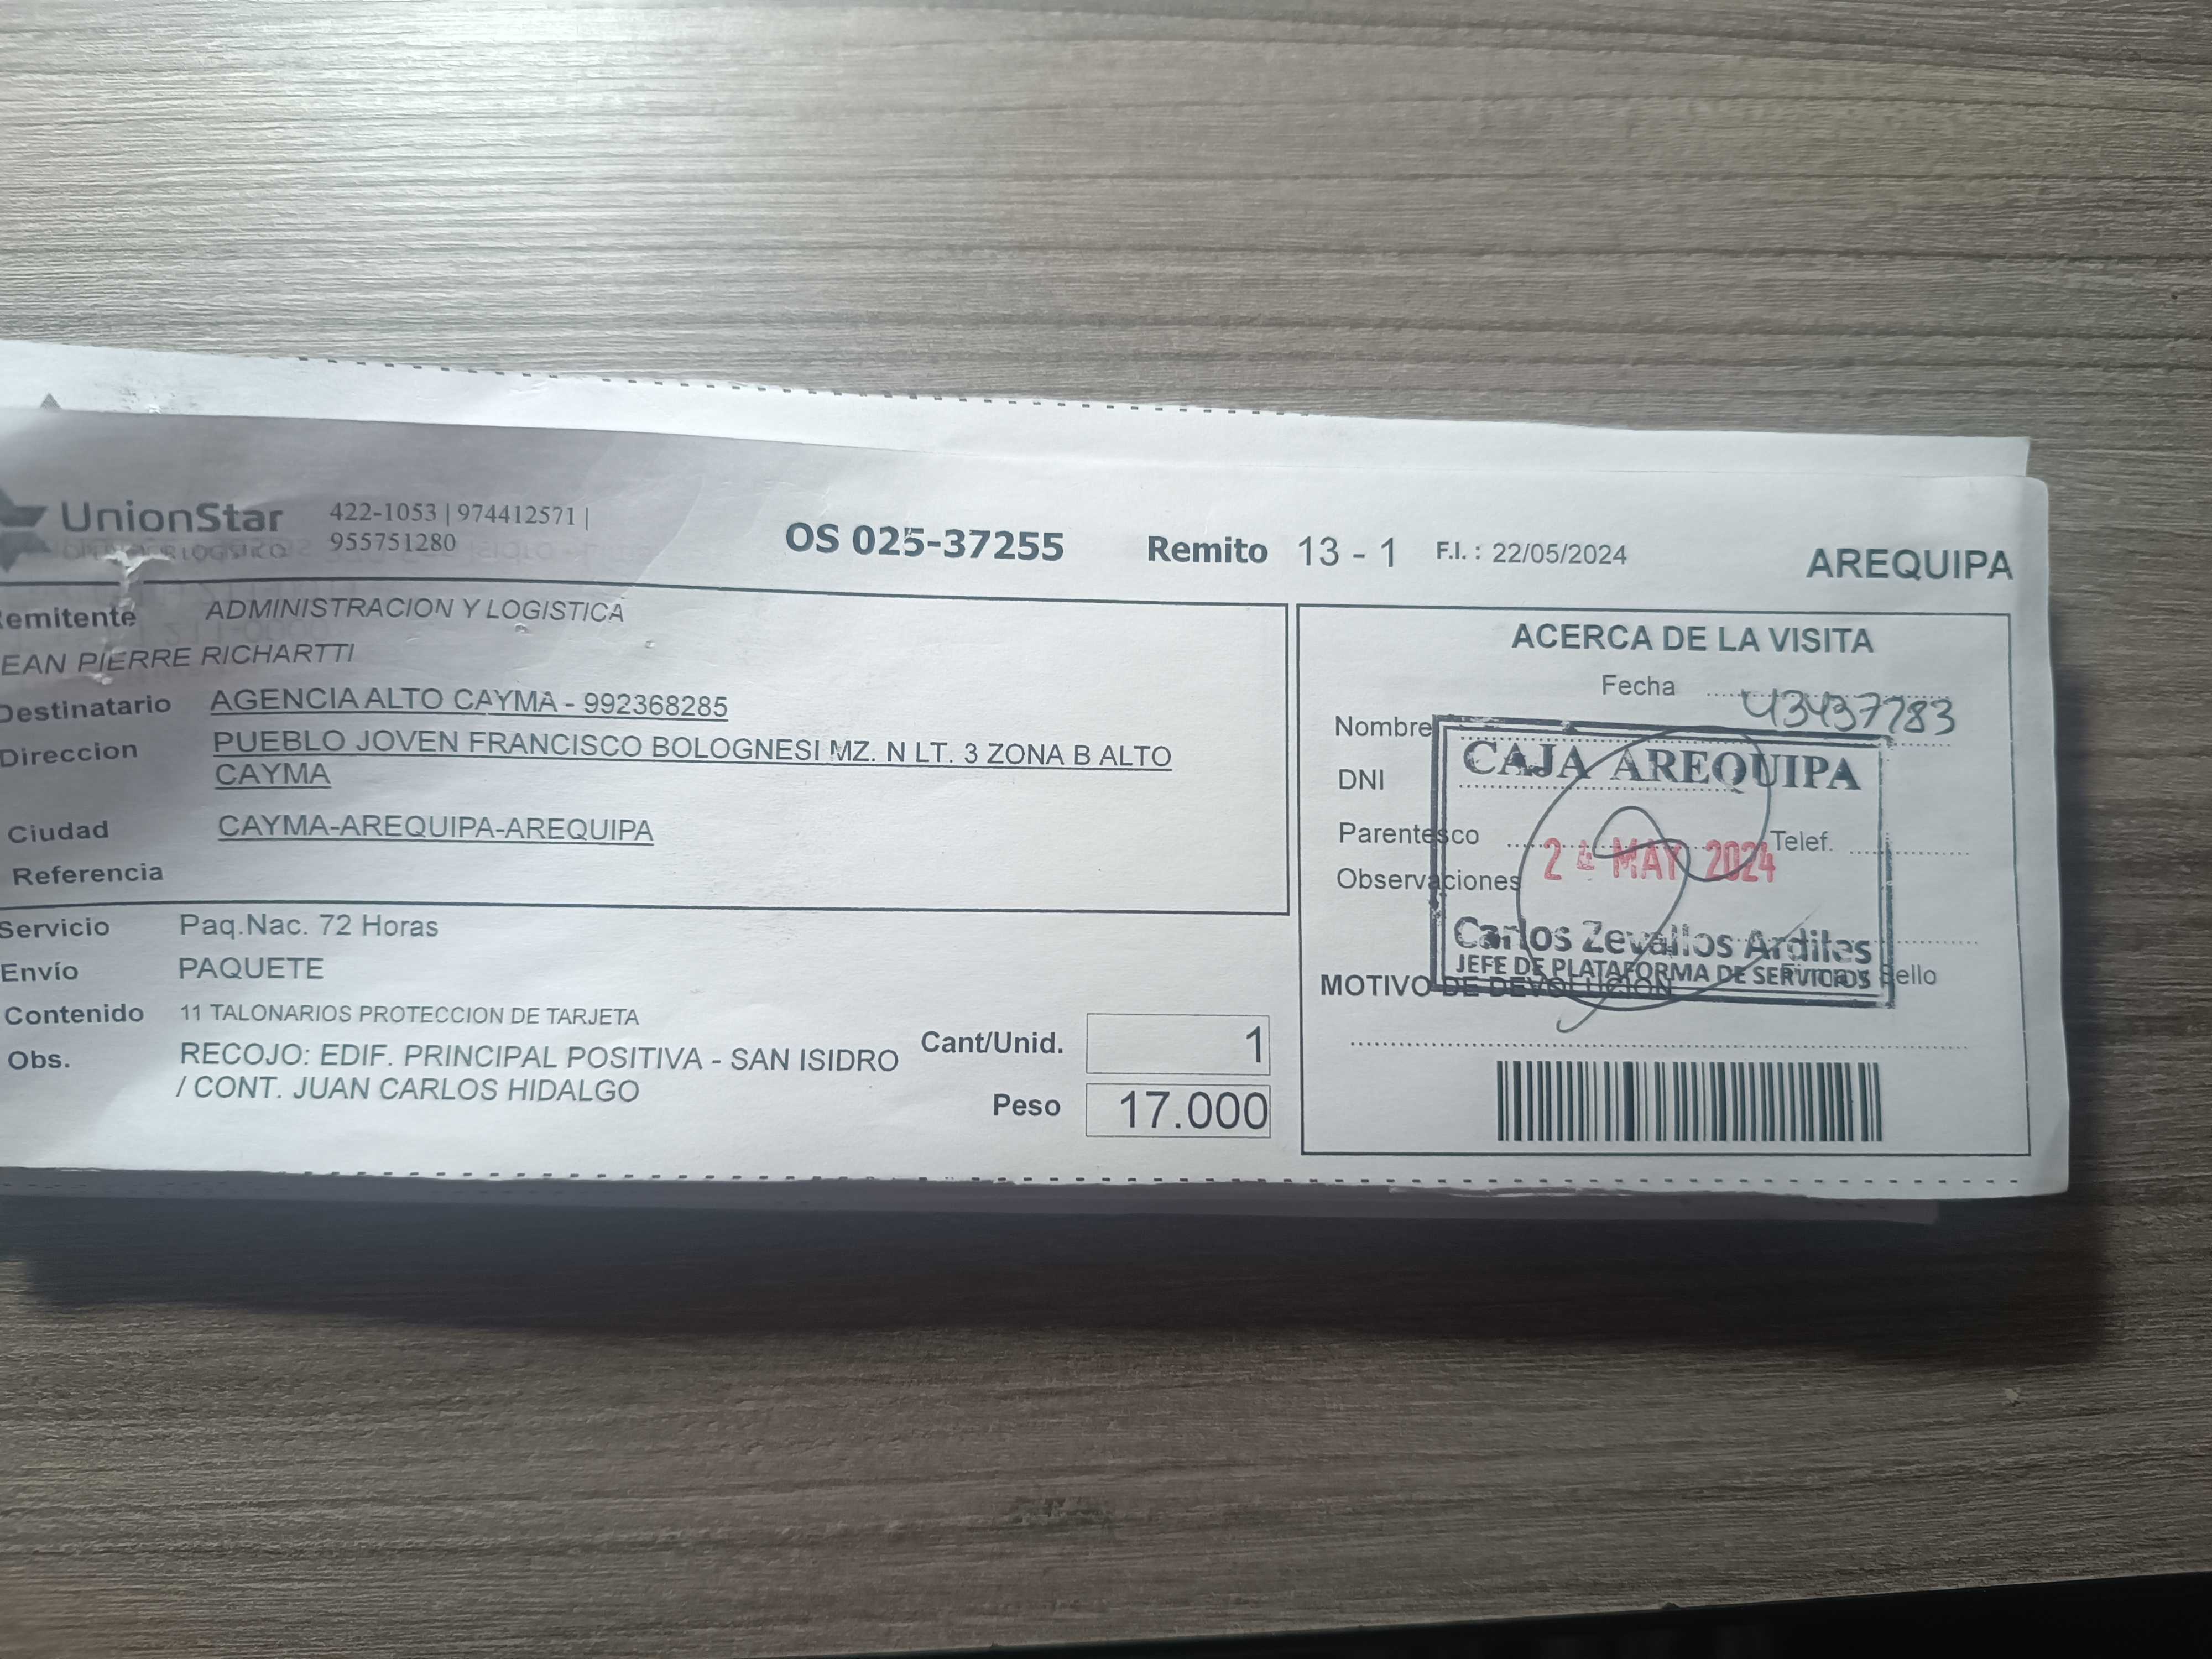 UnionStar
422-1053 | 974412571 |
955751280
OS 025-37255
Remito 13 - 1
F.I. : 22/05/2024
AREQUIPA
emitente ADMINISTRACION Y LOGISTICA
EAN PIERRE RICHARTTI
Destinatario AGENCIA ALTO CAYMA - 992368285
Direccion PUEBLO JOVEN FRANCISCO BOLOGNESI MZ. N LT. 3 ZONA B ALTO
CAYMA
Ciudad CAYMA-AREQUIPA-AREQUIPA
Referencia
Servicio Paq.Nac. 72 Horas
Envío PAQUETE
Contenido 11 TALONARIOS PROTECCION DE TARJETA
Obs. RECOJO: EDIF. PRINCIPAL POSITIVA - SAN ISIDRO
/ CONT. JUAN CARLOS HIDALGO
Cant/Unid. 1
Peso 17.000
ACERCA DE LA VISITA
Fecha
43437783
Nombre
CAJA AREQUIPA
DNI
Parentesco
Telef.
24 MAY 2024
Observaciones
Carlos Zevallos Ardiles
JEFE DE PLATAFORMA DE SERVICIOS
Firma y Sello
MOTIVO DE DEVOLUCION